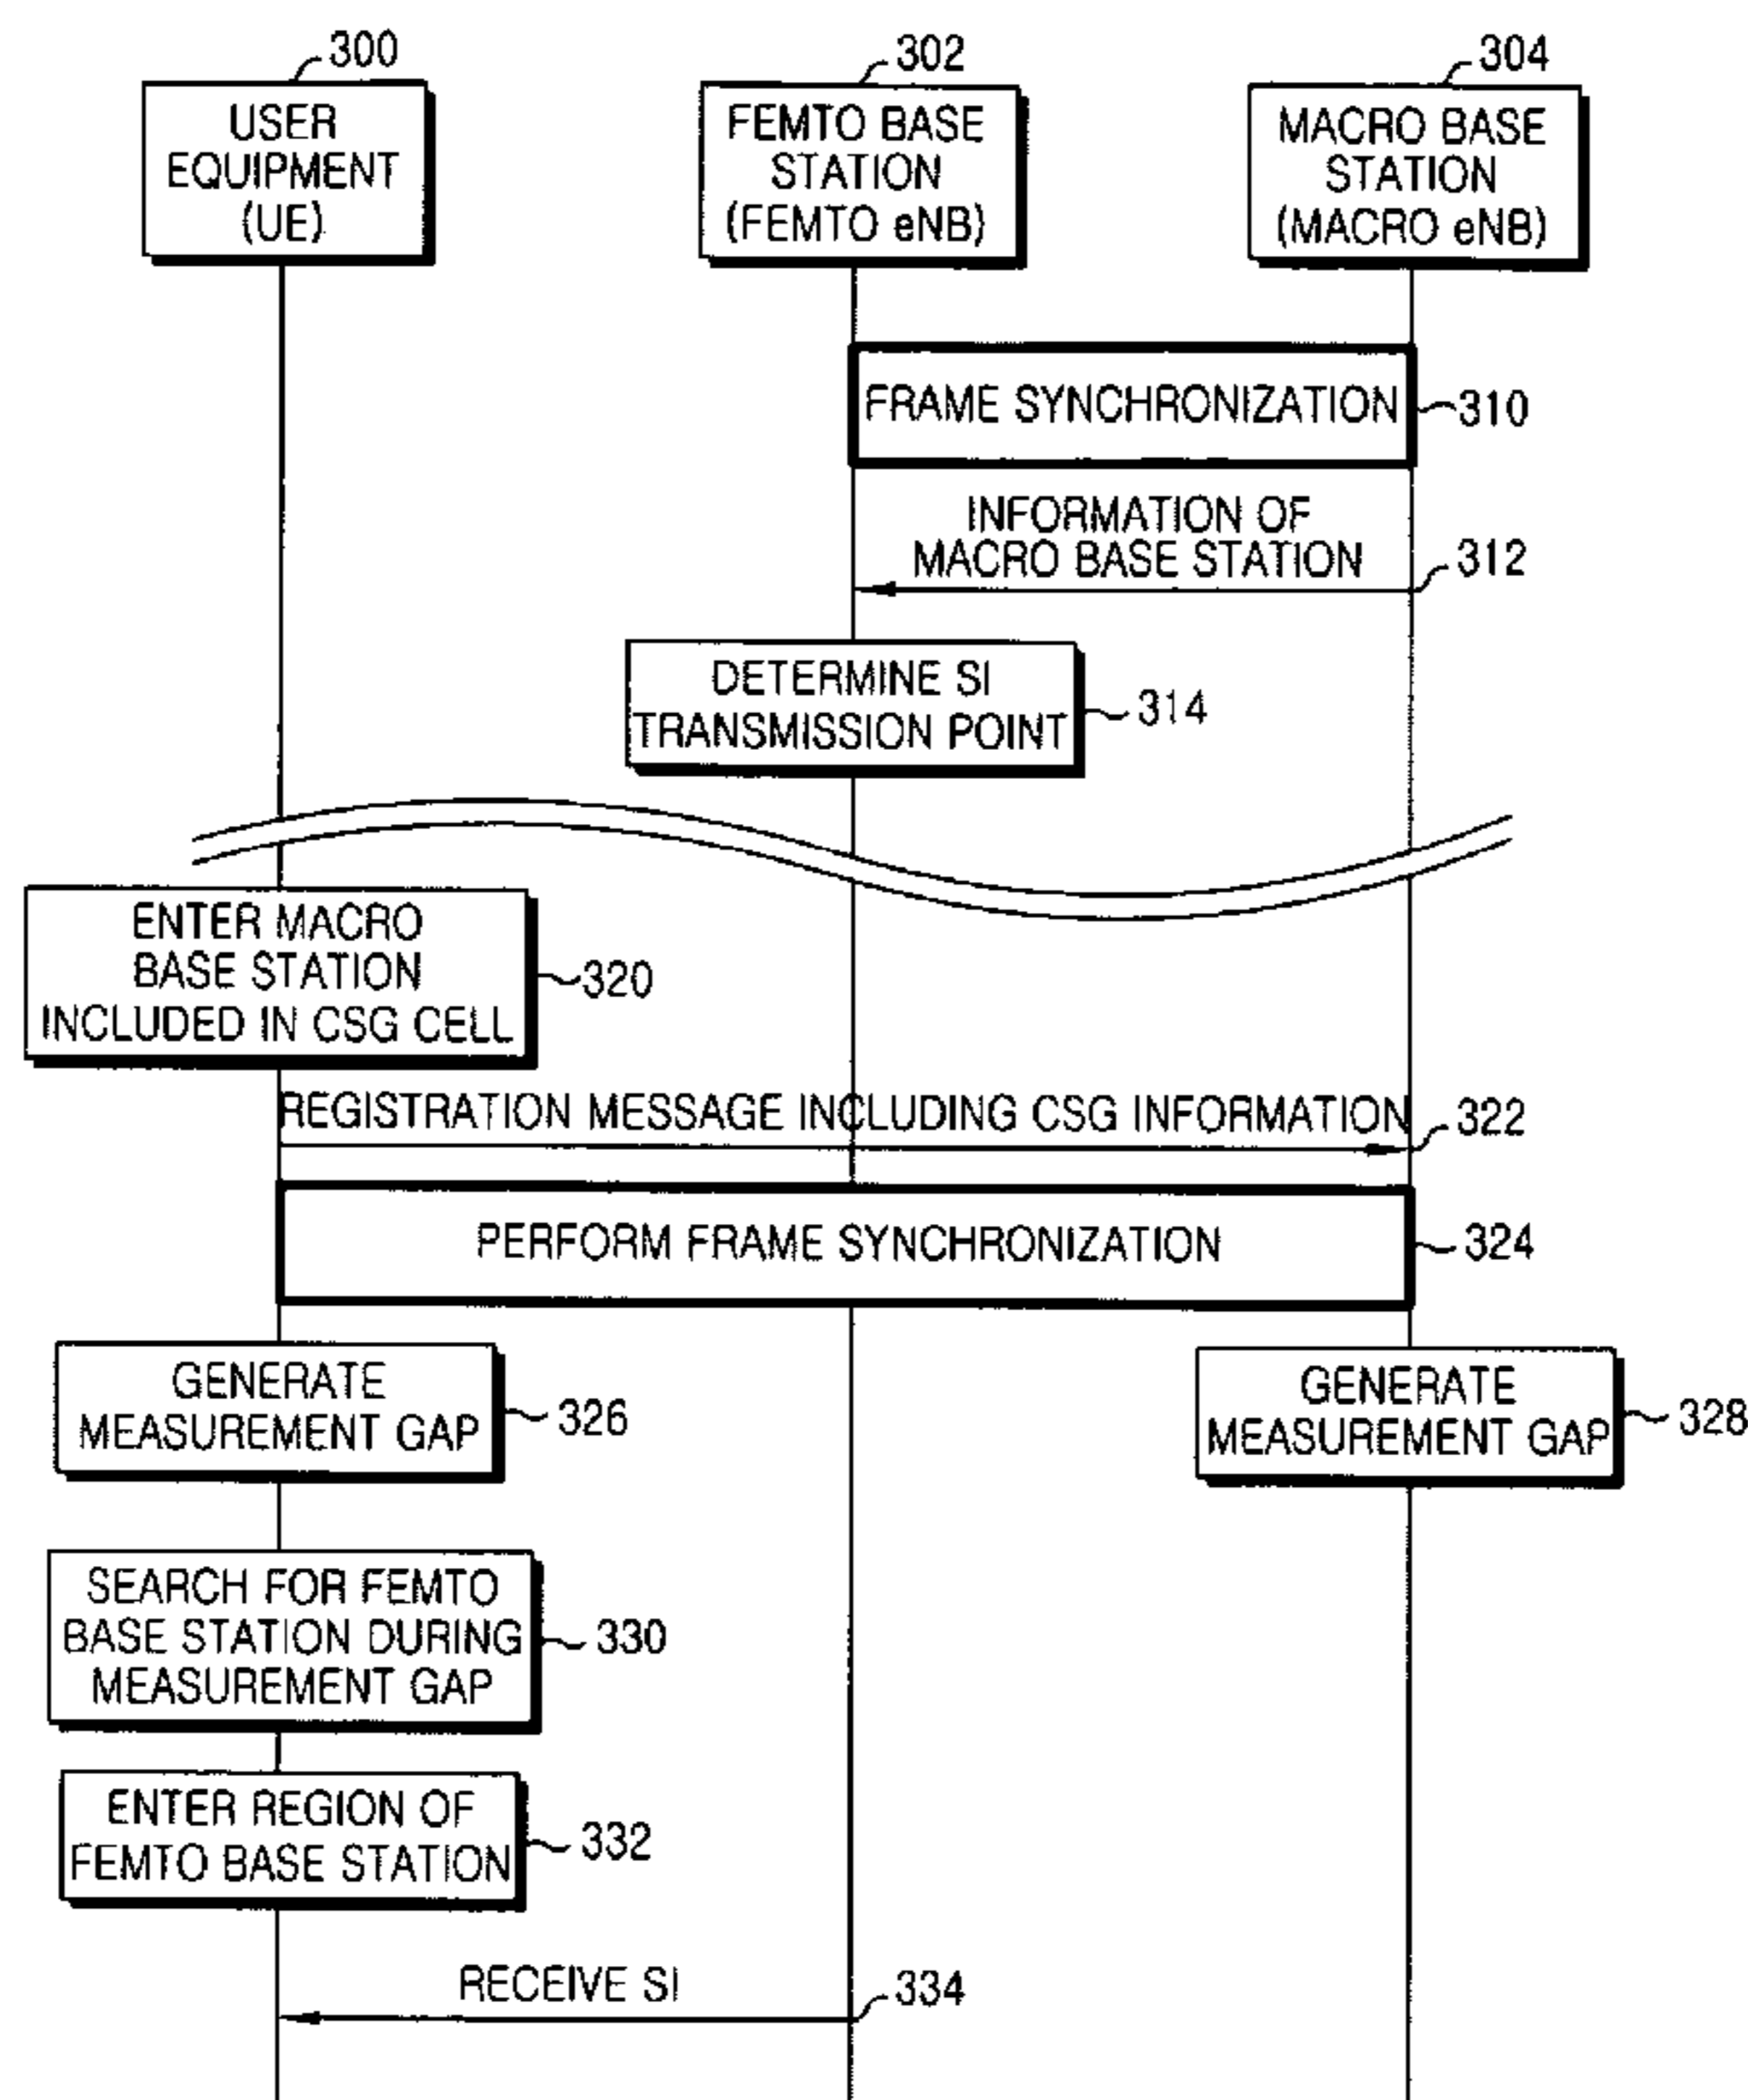 300
302
304
USER
EQUIPMENT
(UE)
FEMTO BASE
STATION
(FEMTO eNB)
MACRO BASE
STATION
(MACRO eNB)
FRAME SYNCHRONIZATION
310
INFORMATION OF
MACRO BASE STATION
312
DETERMINE SI
TRANSMISSION POINT
314
ENTER MACRO
BASE STATION
INCLUDED IN CSG CELL
320
REGISTRATION MESSAGE INCLUDING CSG INFORMATION
322
PERFORM FRAME SYNCHRONIZATION
324
GENERATE
MEASUREMENT GAP
326
GENERATE
MEASUREMENT GAP
328
SEARCH FOR FEMTO
BASE STATION DURING
MEASUREMENT GAP
330
ENTER REGION OF
FEMTO BASE STATION
332
RECEIVE SI
334